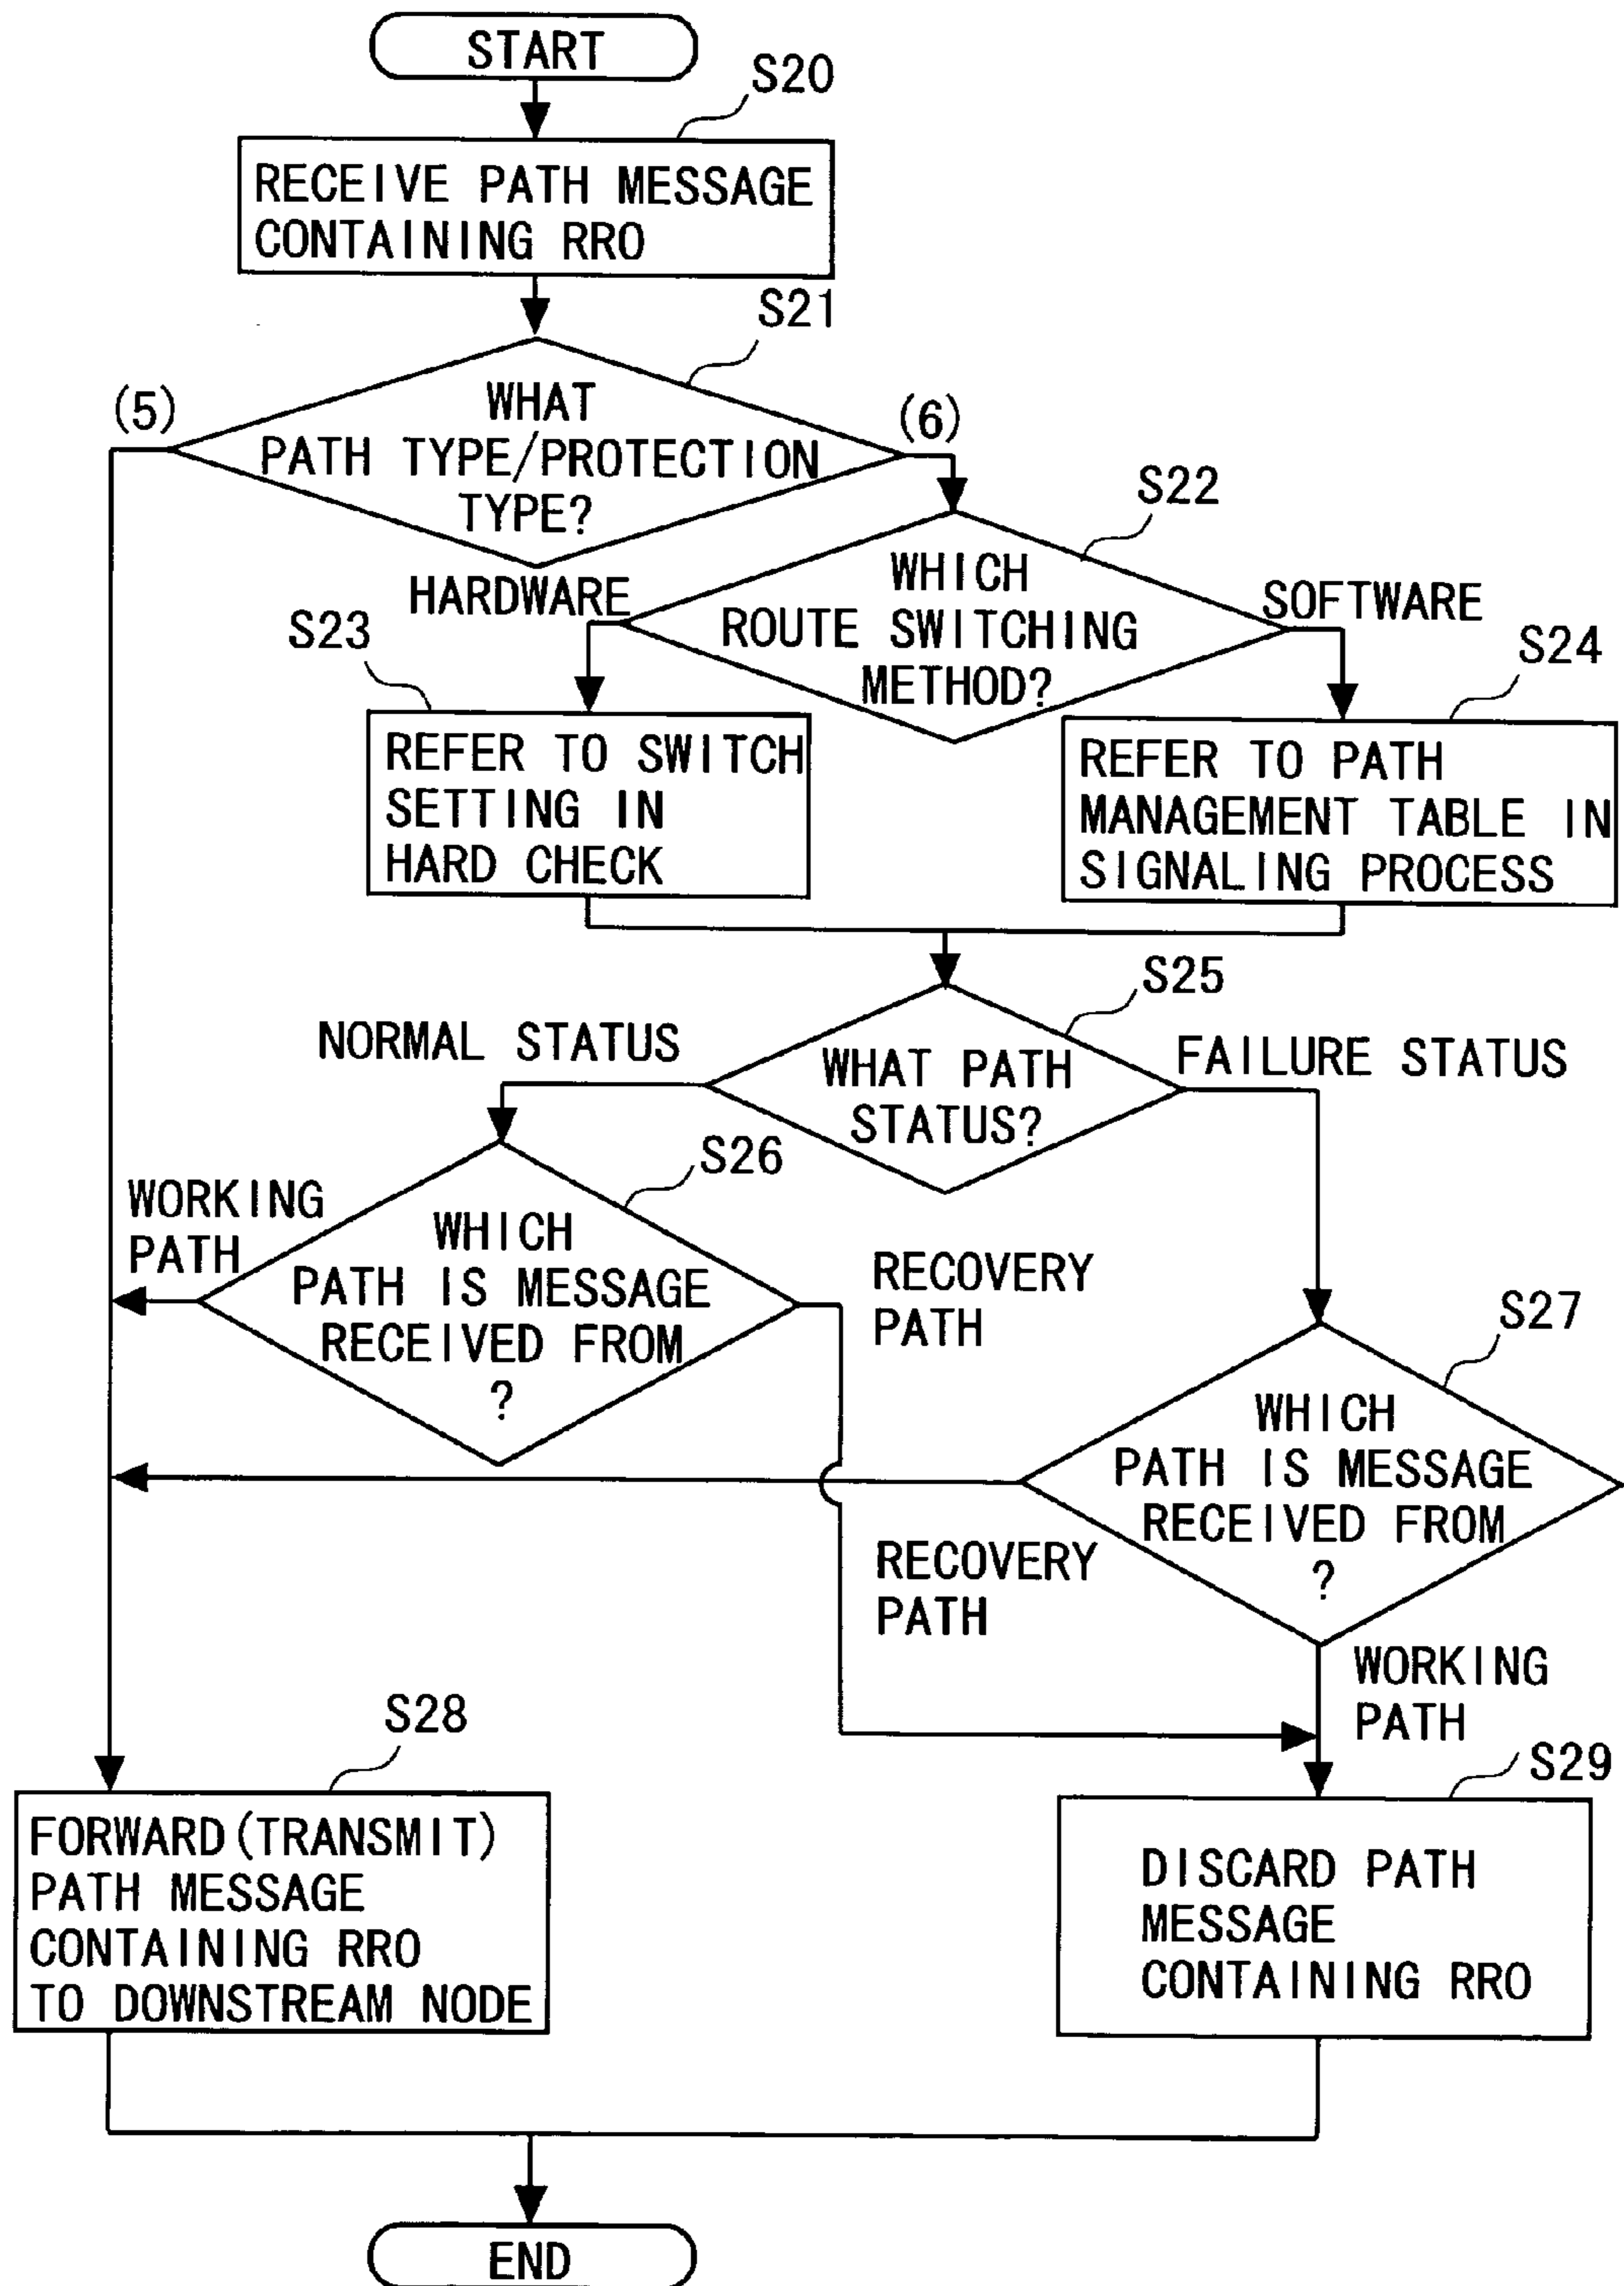 START
S20
RECEIVE PATH MESSAGE
CONTAINING RRO
S21
WHAT
PATH TYPE/PROTECTION
TYPE?
(5)
(6)
S22
WHICH
ROUTE SWITCHING
METHOD?
HARDWARE
SOFTWARE
S23
REFER TO SWITCH
SETTING IN
HARD CHECK
S24
REFER TO PATH
MANAGEMENT TABLE IN
SIGNALING PROCESS
S25
WHAT PATH
STATUS?
NORMAL STATUS
FAILURE STATUS
S26
WHICH
PATH IS MESSAGE
RECEIVED FROM
?
WORKING
PATH
RECOVERY
PATH
S27
WHICH
PATH IS MESSAGE
RECEIVED FROM
?
RECOVERY
PATH
WORKING
PATH
S28
FORWARD(TRANSMIT)
PATH MESSAGE
CONTAINING RRO
TO DOWNSTREAM NODE
S29
DISCARD PATH
MESSAGE
CONTAINING RRO
END